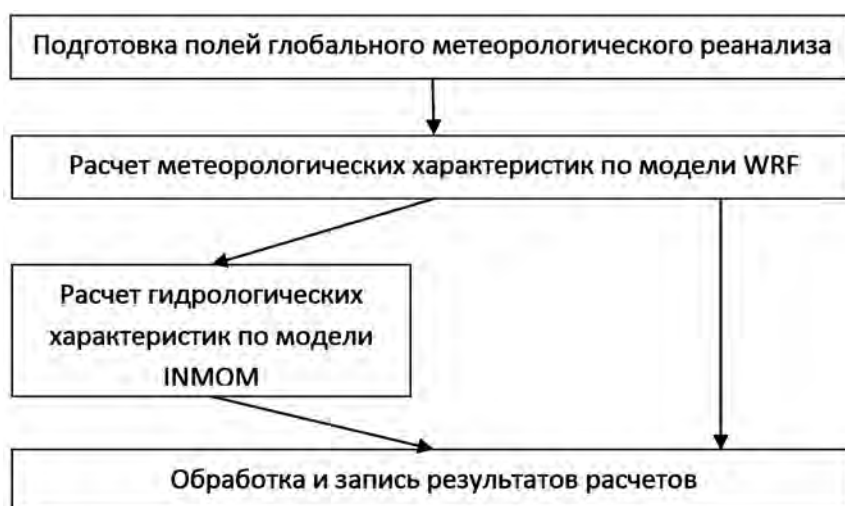 Подготовка полей глобального метеорологического реанализа
Расчет метеорологических характеристик по модели WRF
Расчет гидрологических
характеристик по модели
INMOM
Обработка и запись результатов расчетов